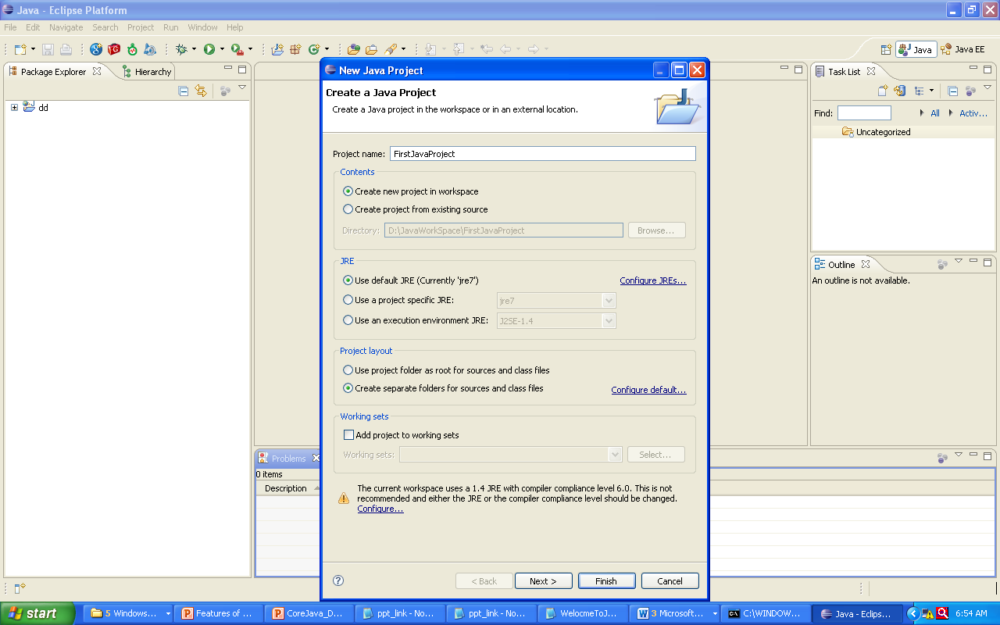 Java - Eclipse Platform
File Edit Navigate Search Project Run Window Help
Java Java EE
Package Explorer Hierarchy
dd
New Java Project
Create a Java Project
Create a Java project in the workspace or in an external location.
Project name: FirstJavaProject
Contents
Create new project in workspace
Create project from existing source
Directory: D:\JavaWorkSpace\FirstJavaProject Browse...
JRE
Use default JRE (Currently 'jre7') Configure JREs...
Use a project specific JRE: jre7
Use an execution environment JRE: J2SE-1.4
Project layout
Use project folder as root for sources and class files
Create separate folders for sources and class files Configure default...
Working sets
Add project to working sets
Working sets: Select...
The current workspace uses a 1.4 JRE with compiler compliance level 6.0. This is not
recommended and either the JRE or the compiler compliance level should be changed.
Configure...
? < Back Next > Finish Cancel
Task List
Find: All Activ...
Uncategorized
Outline
An outline is not available.
Problems
0 items
Description
start 5 Windows... Features of ... CoreJava_D... ppt_link - No... ppt_link - No... WelocmeToJ... 3 Microsoft... C:\WINDOW... Java - Eclips... 6:54 AM